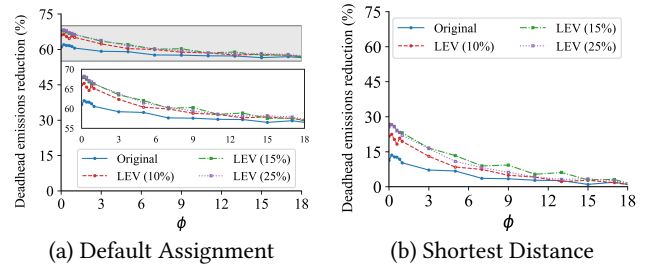 Deadhead emissions reduction (%)
75
60
45
30
15
0
70
65
60
55
0 3 6 9 12 15 18
Original
LEV (10%)
LEV (15%)
LEV (25%)
0 3 6 9 12 15 18
ϕ
(a) Default Assignment
Deadhead emissions reduction (%)
75
60
45
30
15
0
Original
LEV (10%)
LEV (15%)
LEV (25%)
0 3 6 9 12 15 18
ϕ
(b) Shortest Distance